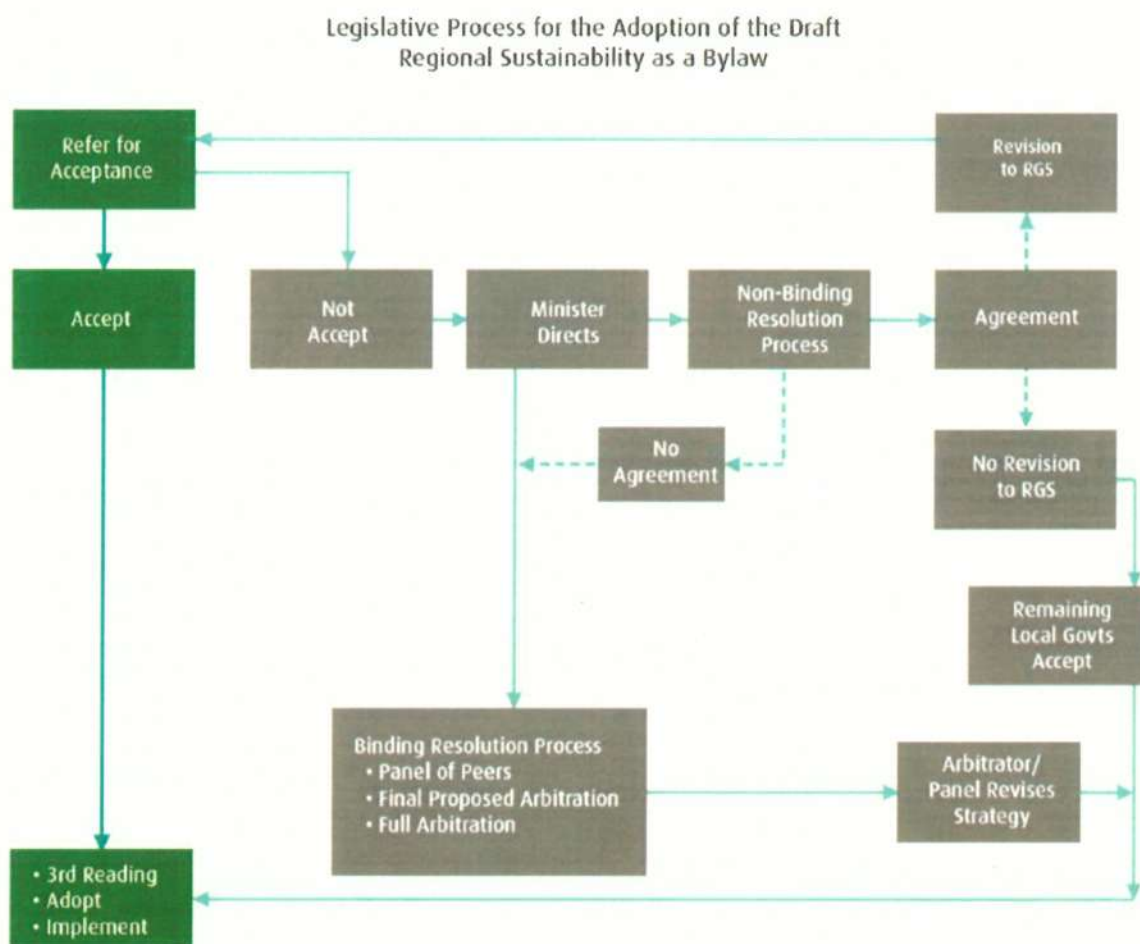 Legislative Process for the Adoption of the Draft
Regional Sustainability as a Bylaw
Refer for
Acceptance
Revision
to RGS
Accept
Not
Accept
Minister
Directs
Non-Binding
Resolution
Process
Agreement
No
Agreement
No Revision
to RGS
Remaining
Local Govts
Accept
Binding Resolution Process
• Panel of Peers
• Final Proposed Arbitration
• Full Arbitration
Arbitrator/
Panel Revises
Strategy
• 3rd Reading
• Adopt
• Implement